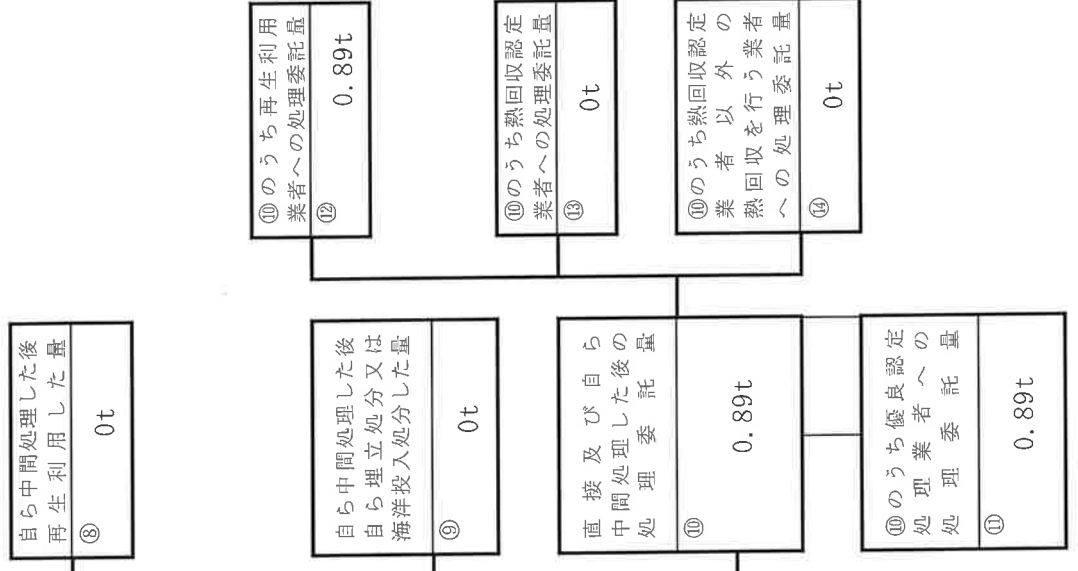 自ら中間処理した後
再生利用した量
⑧
0t
自ら中間処理した後
自ら埋立処分又は
海洋投入処分した量
⑨
0t
直接及び自ら
中間処理した後の
処理委託量
⑩
0.89t
⑩のうち優良認定
処理業者への
処理委託量
⑪
0.89t
⑩のうち再生利用
業者への処理委託量
⑫
0.89t
⑩のうち熱回収認定
業者への処理委託量
⑬
0t
⑩のうち熱回収認定
業者以外の
熱回収を行う業者
への処理委託量
⑭
0t